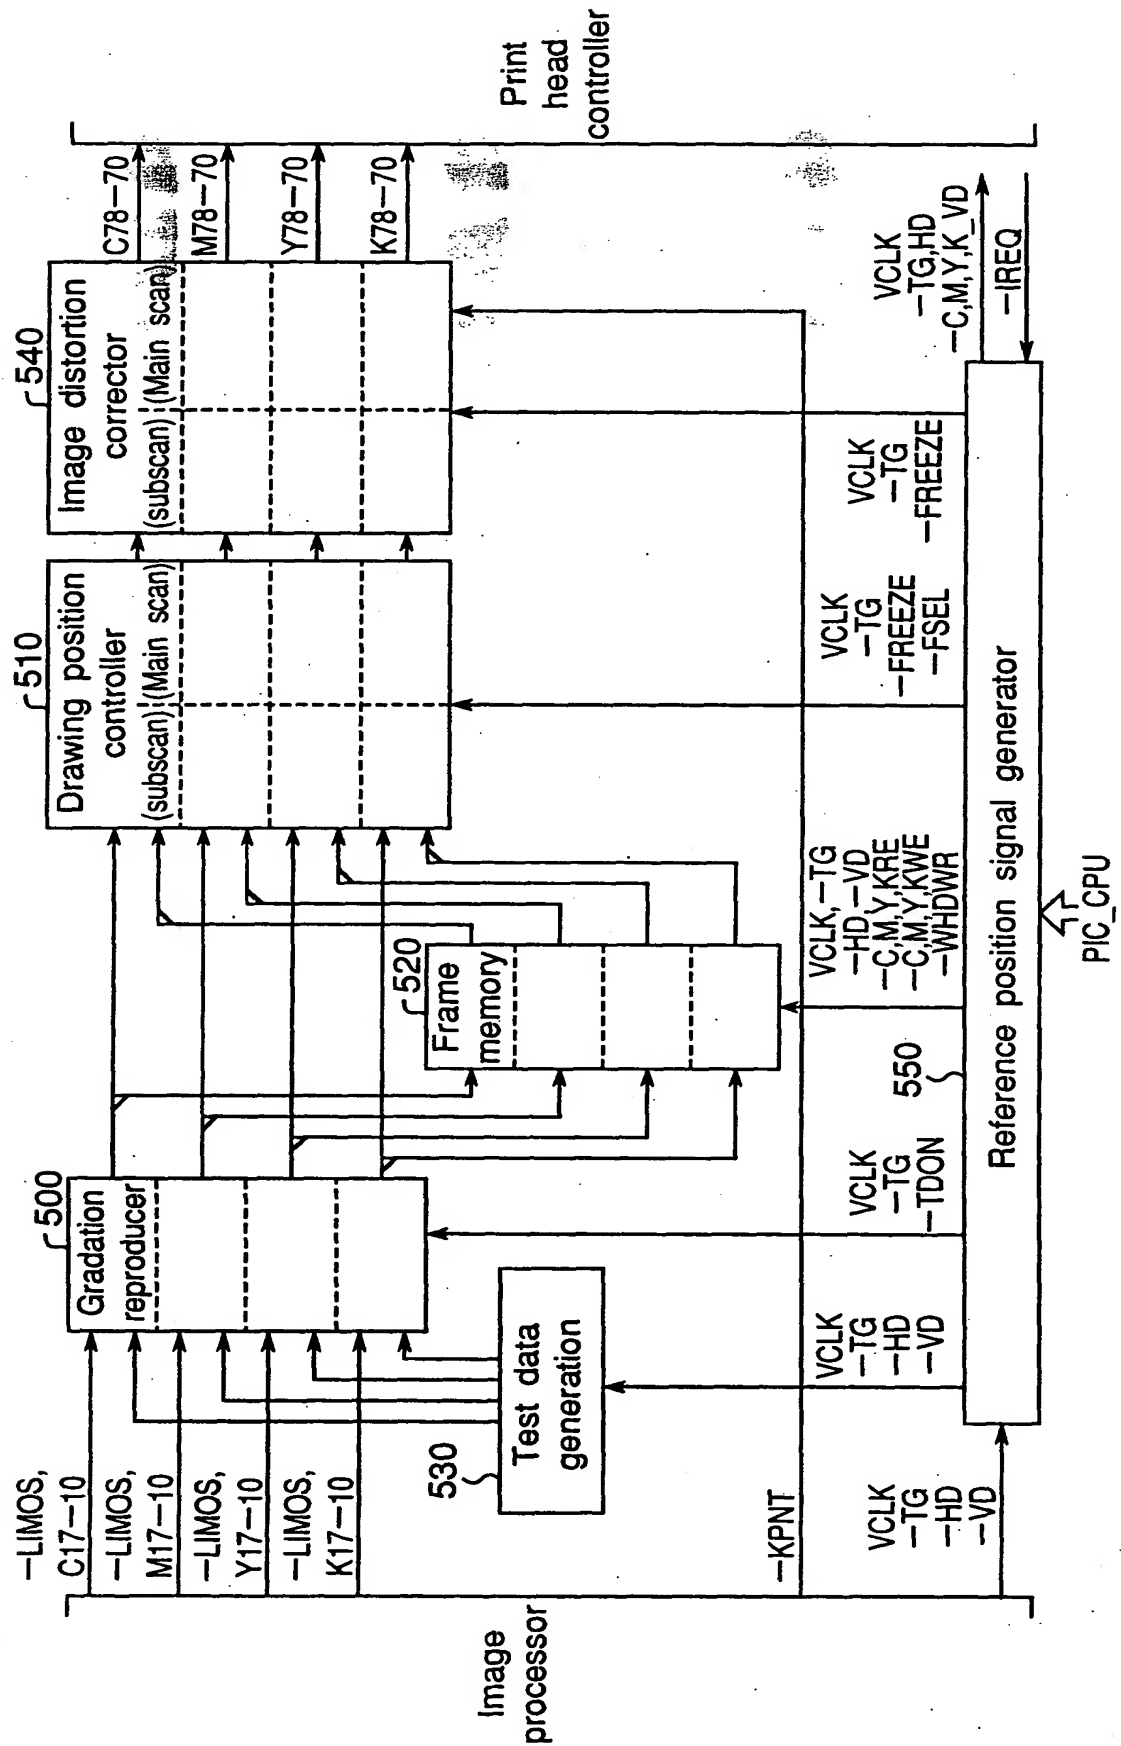 Image
processor
-LIMOS,
C17-10
-LIMOS,
M17-10
-LIMOS,
Y17-10
-LIMOS,
K17-10
-KPNT
VCLK
-TG
-HD
-VD
530
Test data
generation
500
Gradation
reproducer
VCLK
-TG
-HD
-VD
VCLK
-TG
-TDON
550
520
Frame
memory
VCLK,-TG
-HD,-VD
-C,M,Y,KRE
-C,M,Y,KWE
-WHDWR
510
Drawing position
controller
(subscan) (Main scan)
VCLK
-TG
-FREEZE
-FSEL
540
Image distortion
corrector
(subscan) (Main scan)
VCLK
-TG
-FREEZE
C78-70
M78-70
Y78-70
K78-70
Print
head
controller
VCLK
-TG,HD
-C,M,Y,K_VD
-IREQ
Reference position signal generator
PIC_CPU